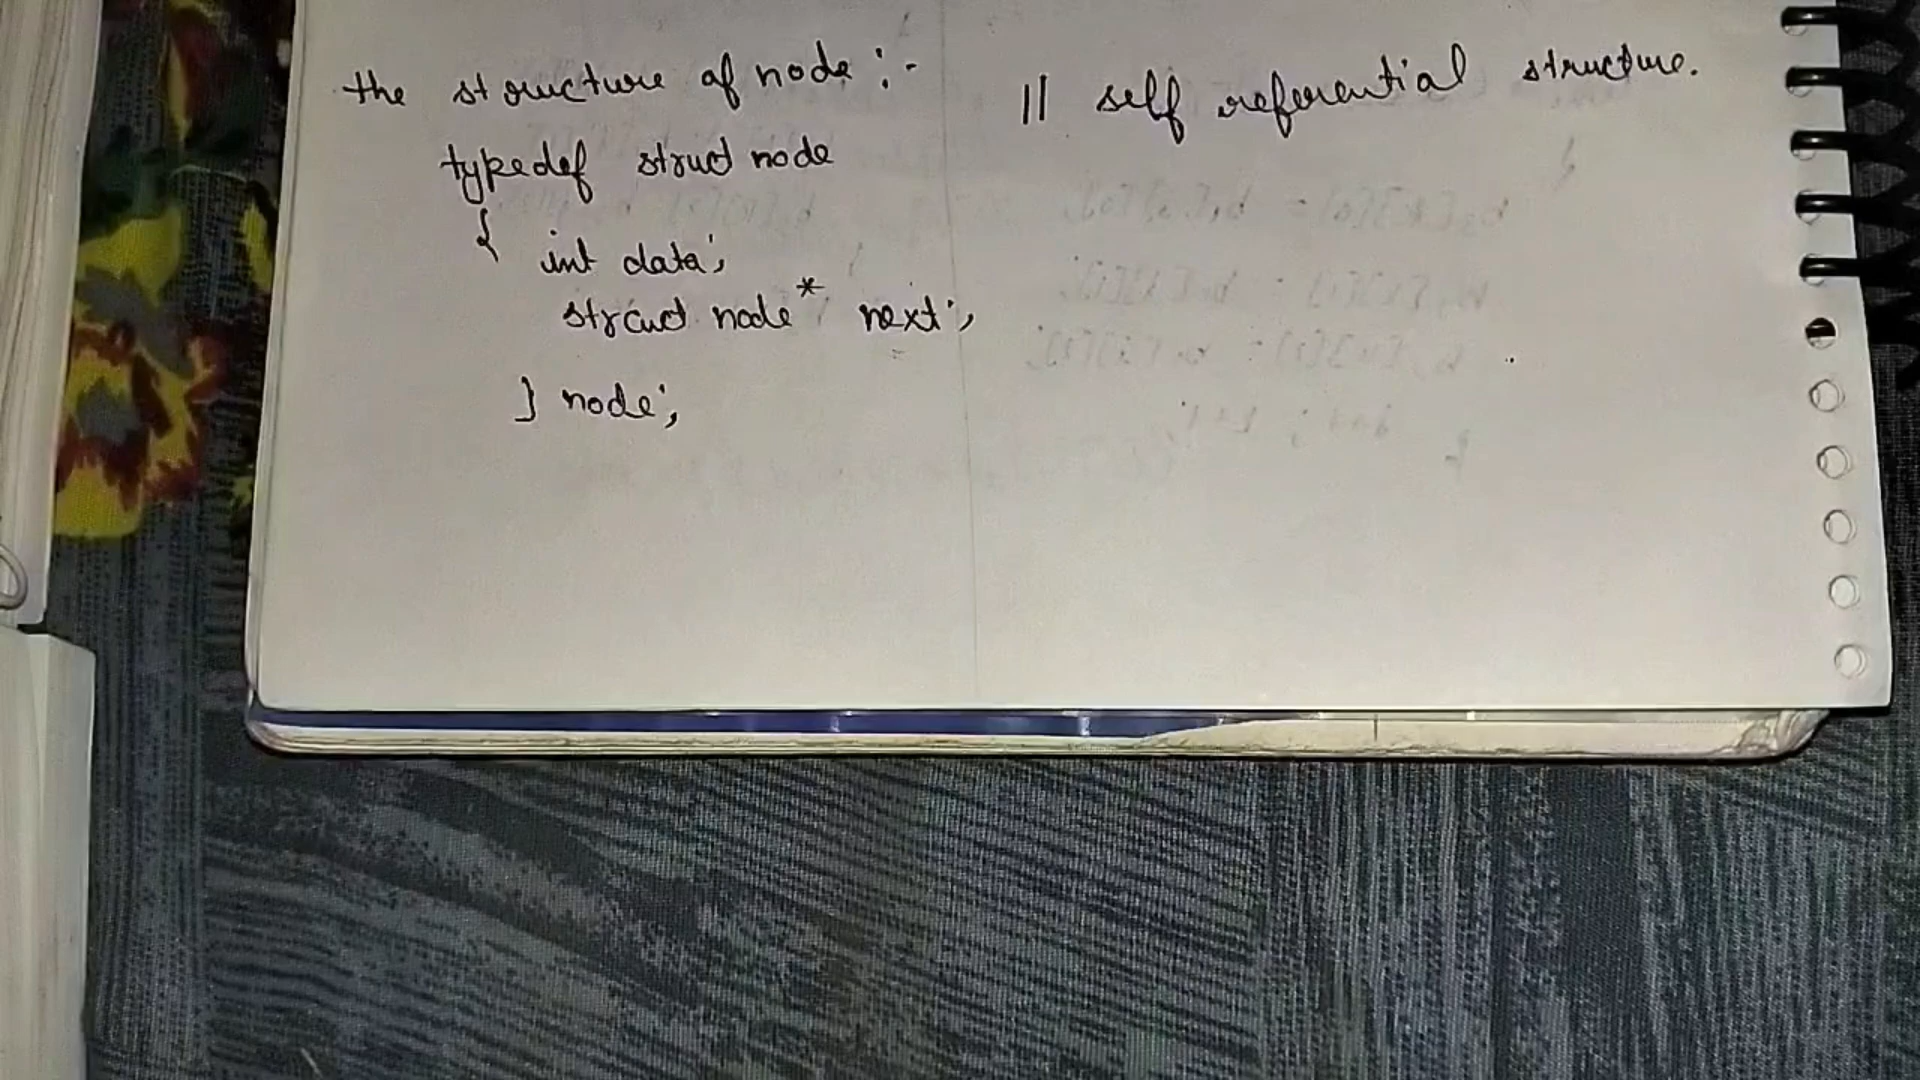 the structure of node :- // self referential structure.
typedef struct node
{
int data;
struct node* next;
} node;